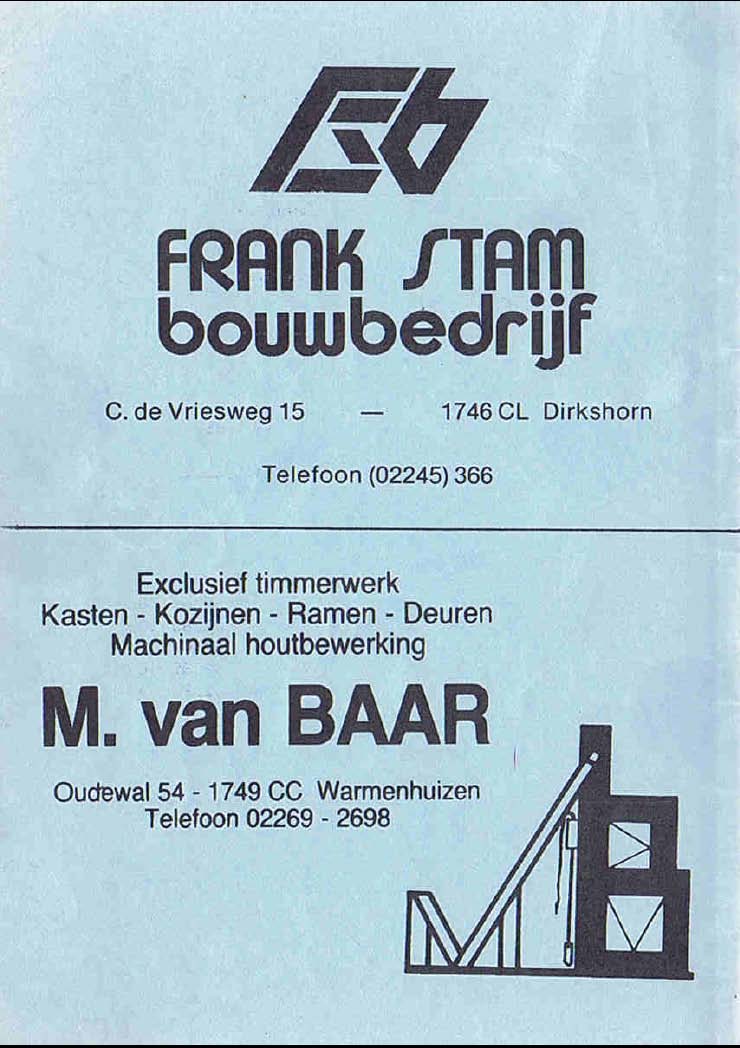 FRANK STAM
bouwbedrijf
C. de Vriesweg 15 — 1746 CL Dirkshorn
Telefoon (02245) 366
Exclusief timmerwerk
Kasten - Kozijnen - Ramen - Deuren
Machinaal houtbewerking
M. van BAAR
Oudewal 54 - 1749 CC Warmenhuizen
Telefoon 02269 - 2698